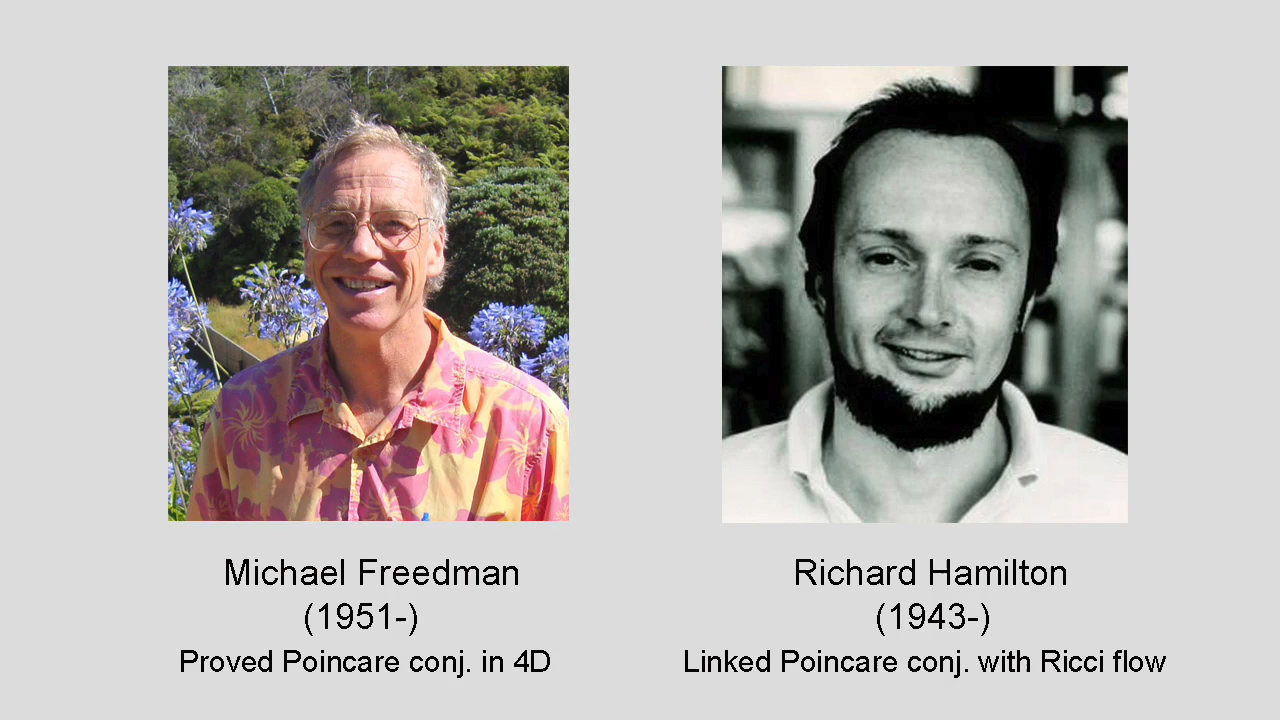 Michael Freedman
(1951-)
Proved Poincare conj. in 4D
Richard Hamilton
(1943-)
Linked Poincare conj. with Ricci flow